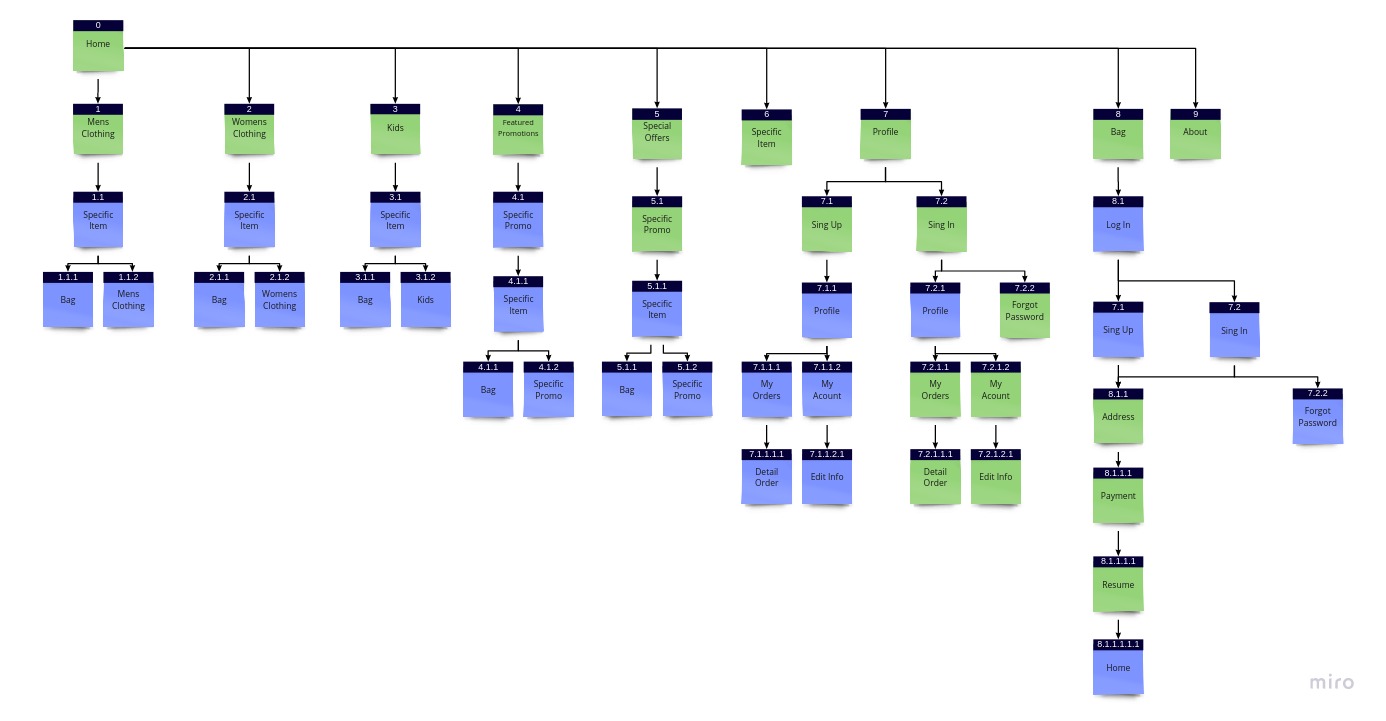 0
Home
1
Mens
Clothing
2
Womens
Clothing
3
Kids
4
Featured
Promotions
5
Special
Offers
6
Specific
Item
7
Profile
8
Bag
9
About
1.1
Specific
Item
2.1
Specific
Item
3.1
Specific
Item
4.1
Specific
Promo
5.1
Specific
Promo
7.1
Sing Up
7.2
Sing In
8.1
Log In
1.1.1
Bag
1.1.2
Mens
Clothing
2.1.1
Bag
2.1.2
Womens
Clothing
3.1.1
Bag
3.1.2
Kids
4.1.1
Specific
Item
5.1.1
Specific
Item
7.1.1
Profile
7.2.1
Profile
7.2.2
Forgot
Password
7.1
Sing Up
7.2
Sing In
4.1.1
Bag
4.1.2
Specific
Promo
5.1.1
Bag
5.1.2
Specific
Promo
7.1.1.1
My
Orders
7.1.1.2
My
Acount
7.2.1.1
My
Orders
7.2.1.2
My
Acount
8.1.1
Address
7.2.2
Forgot
Password
7.1.1.1.1
Detail
Order
7.1.1.2.1
Edit Info
7.2.1.1.1
Detail
Order
7.2.1.2.1
Edit Info
8.1.1.1
Payment
8.1.1.1.1
Resume
8.1.1.1.1.1
Home
miro